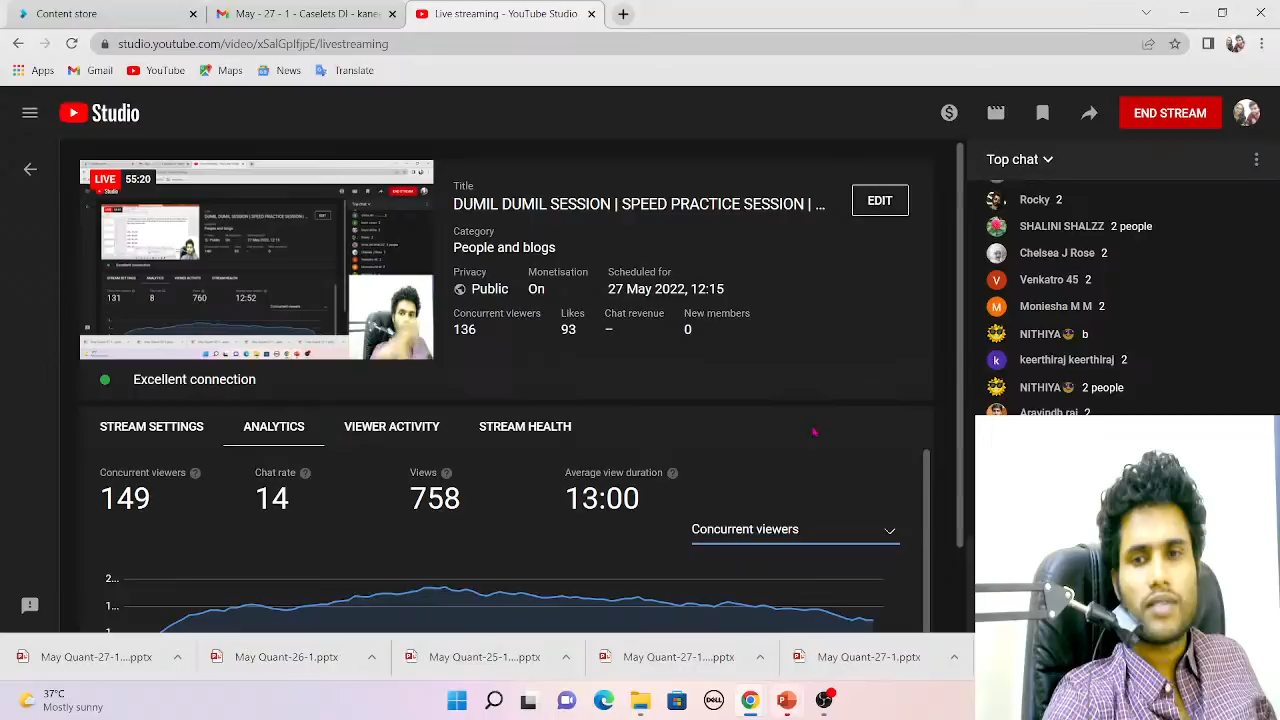 Content store
May - 27 - 1 - Caselets DI - kane
Live streaming - YouTube Studio
studio.youtube.com/video/xSalGpIfjpE/livestreaming
Apps
Gmail
YouTube
Maps
News
Translate
Studio
END STREAM
LIVE 55:20
Title
DUMIL DUMIL SESSION | SPEED PRACTICE SESSION | ...
EDIT
Category
People and blogs
Privacy
Public On 27 May 2022, 12:15
Concurrent viewers Likes Chat revenue New members
136 93 – 0
Excellent connection
STREAM SETTINGS ANALYTICS VIEWER ACTIVITY STREAM HEALTH
Concurrent viewers Chat rate Views Average view duration
149 14 758 13:00
Concurrent viewers
2...
1...
Top chat
Rocky 2
2 people
Chelsea J Rose 2
Venkatro 45 2
Moniesha M M 2
NITHIYA b
keerthiraj keerthiraj 2
NITHIYA 2 people
Aravindh raj 2
May Quant-27-1....pptx
May Quant-26-1.pptx
May Quant-25-1....pptx
May Quant-27-1....pptx
May Quant-27-1.pptx
37°C
Mostly sunny
DELL